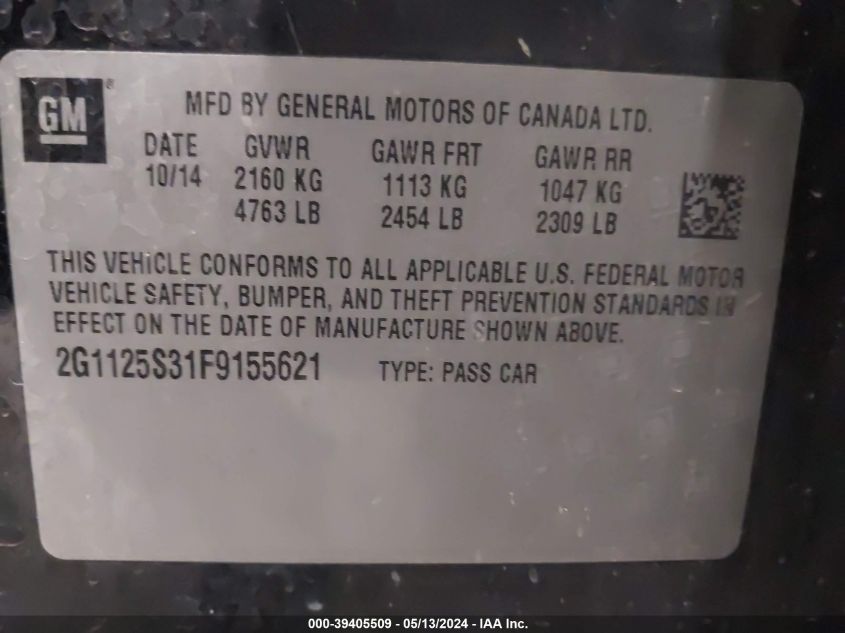 GM ®
MFD BY GENERAL MOTORS OF CANADA LTD.
DATE GVWR GAWR FRT GAWR RR
10/14 2160 KG 1113 KG 1047 KG
4763 LB 2454 LB 2309 LB
THIS VEHICLE CONFORMS TO ALL APPLICABLE U.S. FEDERAL MOTOR
VEHICLE SAFETY, BUMPER, AND THEFT PREVENTION STANDARDS IN
EFFECT ON THE DATE OF MANUFACTURE SHOWN ABOVE.
2G1125S31F9155621 TYPE: PASS CAR
000-39405509 - 05/13/2024 - IAA Inc.